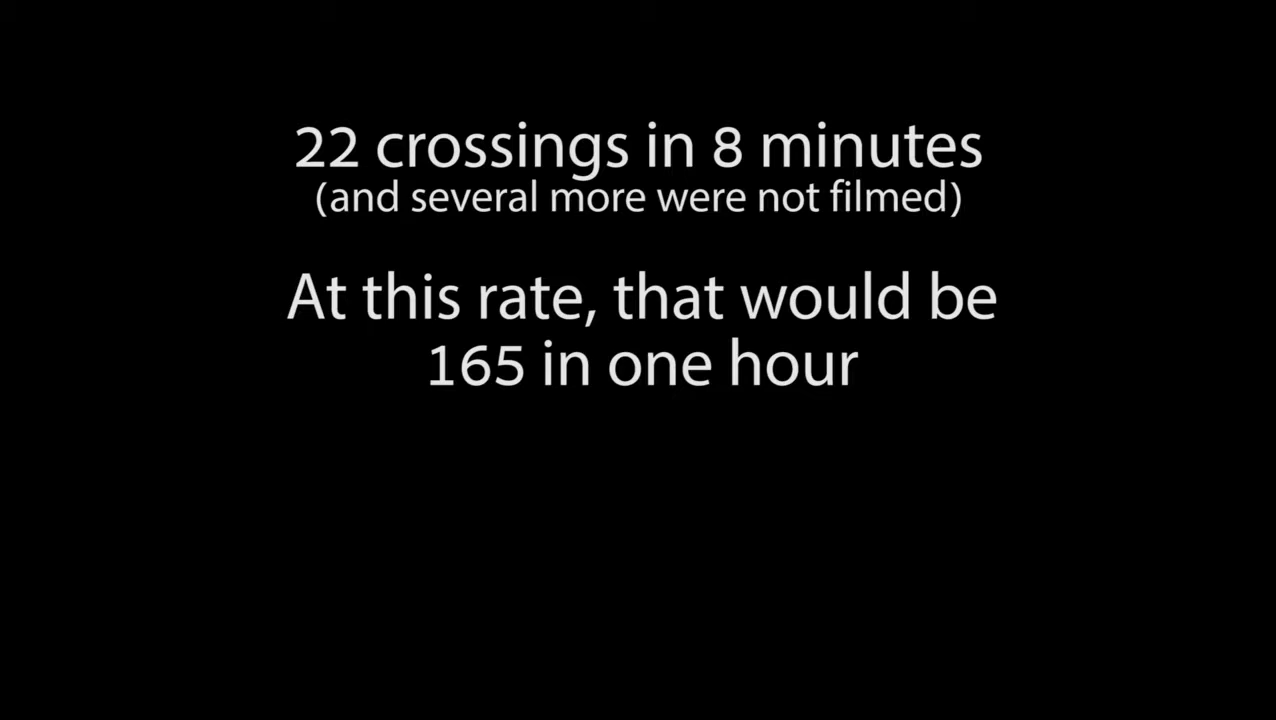 22 crossings in 8 minutes
(and several more were not filmed)
At this rate, that would be
165 in one hour